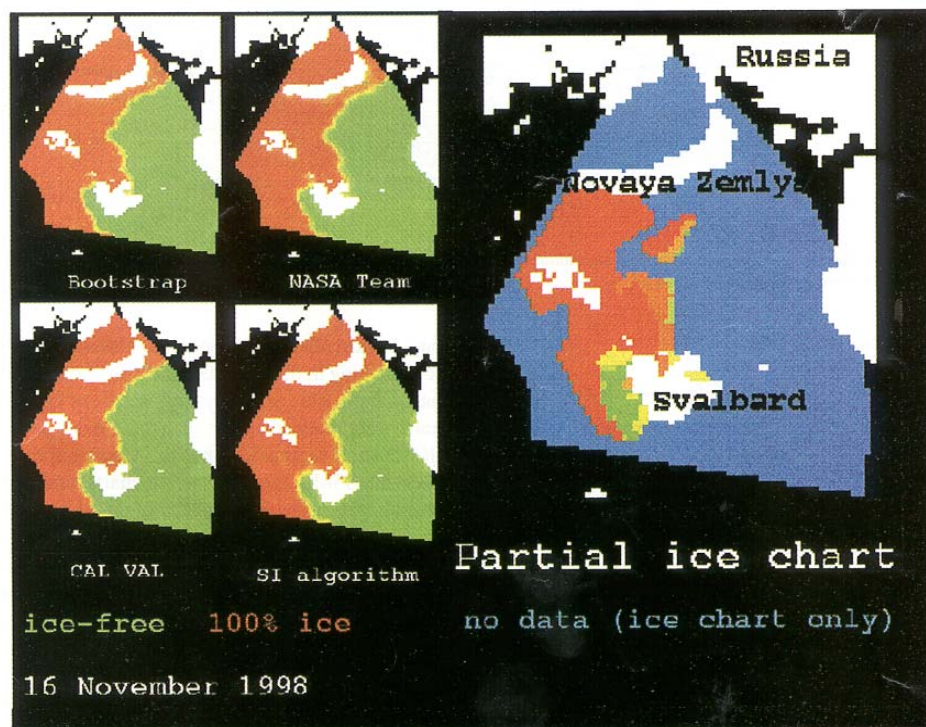 Russia
Novaya Zemlya
Bootstrap
NASA Team
Svalbard
CAL VAL
SI algorithm
Partial ice chart
ice-free
100% ice
no data (ice chart only)
16 November 1998